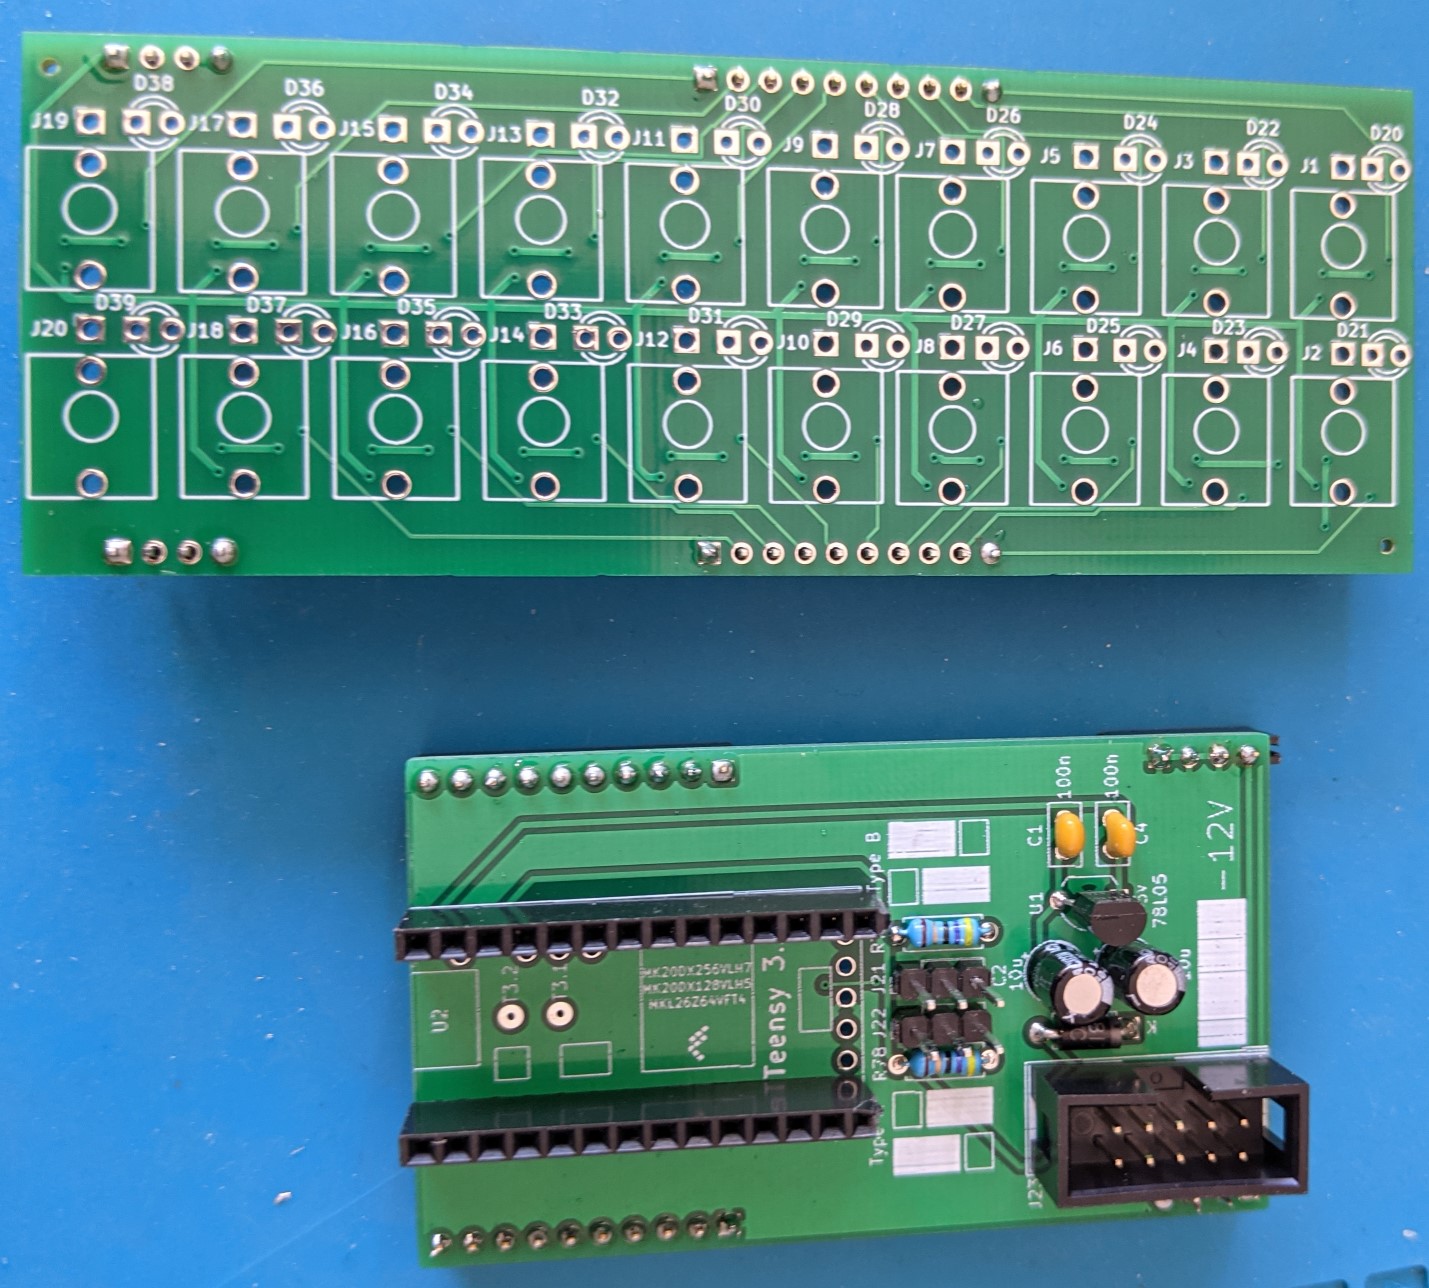 D38 D36 D34 D32 D30 D28 D26 D24 D22 D20
J19 J17 J15 J13 J11 J9 J7 J5 J3 J1
D39 D37 D35 D33 D31 D29 D27 D25 D23 D21
J20 J18 J16 J14 J12 J10 J8 J6 J4 J2
100n 100n
C1 C4
-12V
Type B
U1
78L05
J21
C2
10u
10u
T3.2
T3.1
MK20DX256VLH7
MK20DX128VLH5
MKL26Z64VFT4
U2
Teensy 3.
J22
K
R78
Type
J23